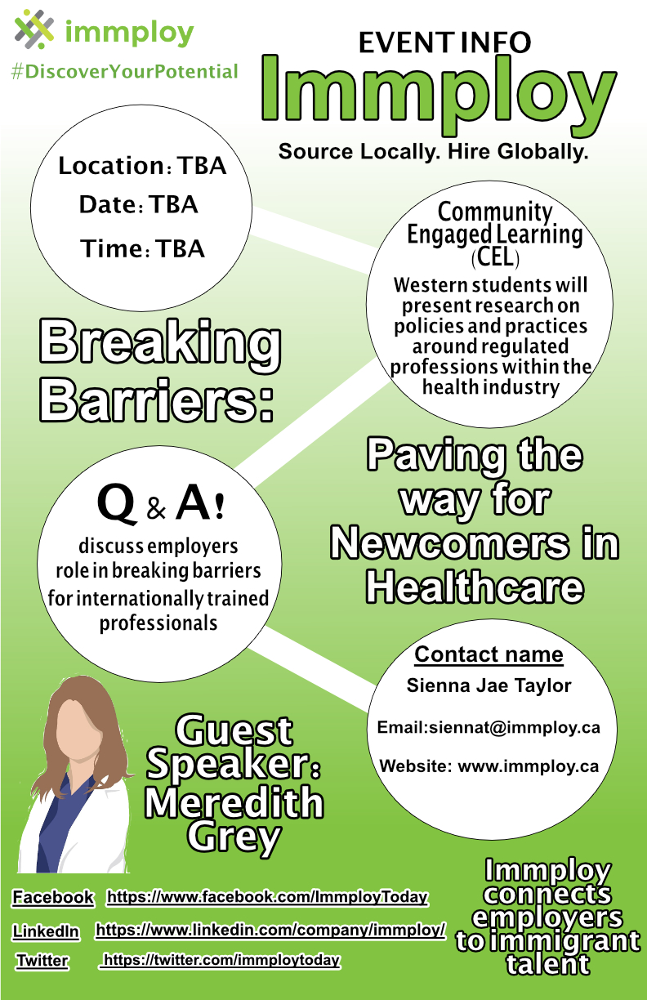 immploy
#DiscoverYourPotential
EVENT INFO
Immploy
Source Locally. Hire Globally.
Location: TBA
Date: TBA
Time: TBA
Community
Engaged Learning
(CEL)
Western students will
present research on
policies and practices
around regulated
professions within the
health industry
Breaking
Barriers:
Paving the
way for
Newcomers in
Healthcare
Q & A!
discuss employers
role in breaking barriers
for internationally trained
professionals
Contact name
Sienna Jae Taylor
Email:siennat@immploy.ca
Website: www.immploy.ca
Guest
Speaker:
Meredith
Grey
Facebook https://www.facebook.com/ImmployToday
LinkedIn https://www.linkedin.com/company/immploy/
Twitter https://twitter.com/immploytoday
Immploy
connects
employers
to immigrant
talent